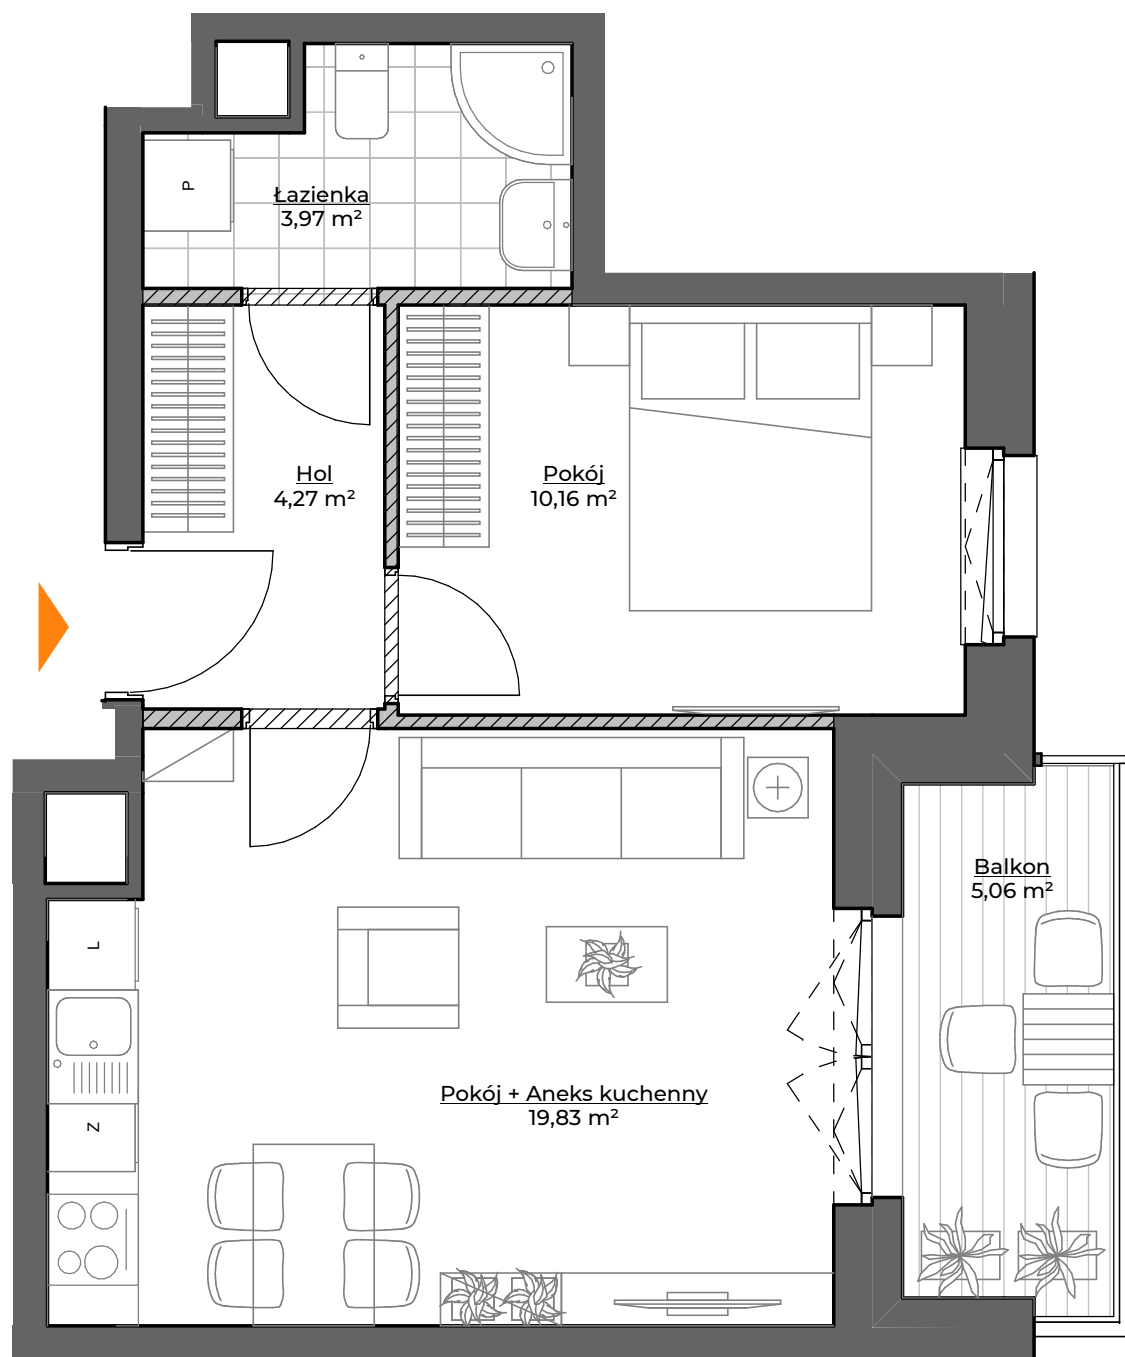 P
Łazienka
3,97 m²
Hol
4,27 m²
Pokój
10,16 m²
Balkon
5,06 m²
L
Pokój + Aneks kuchenny
19,83 m²
Z